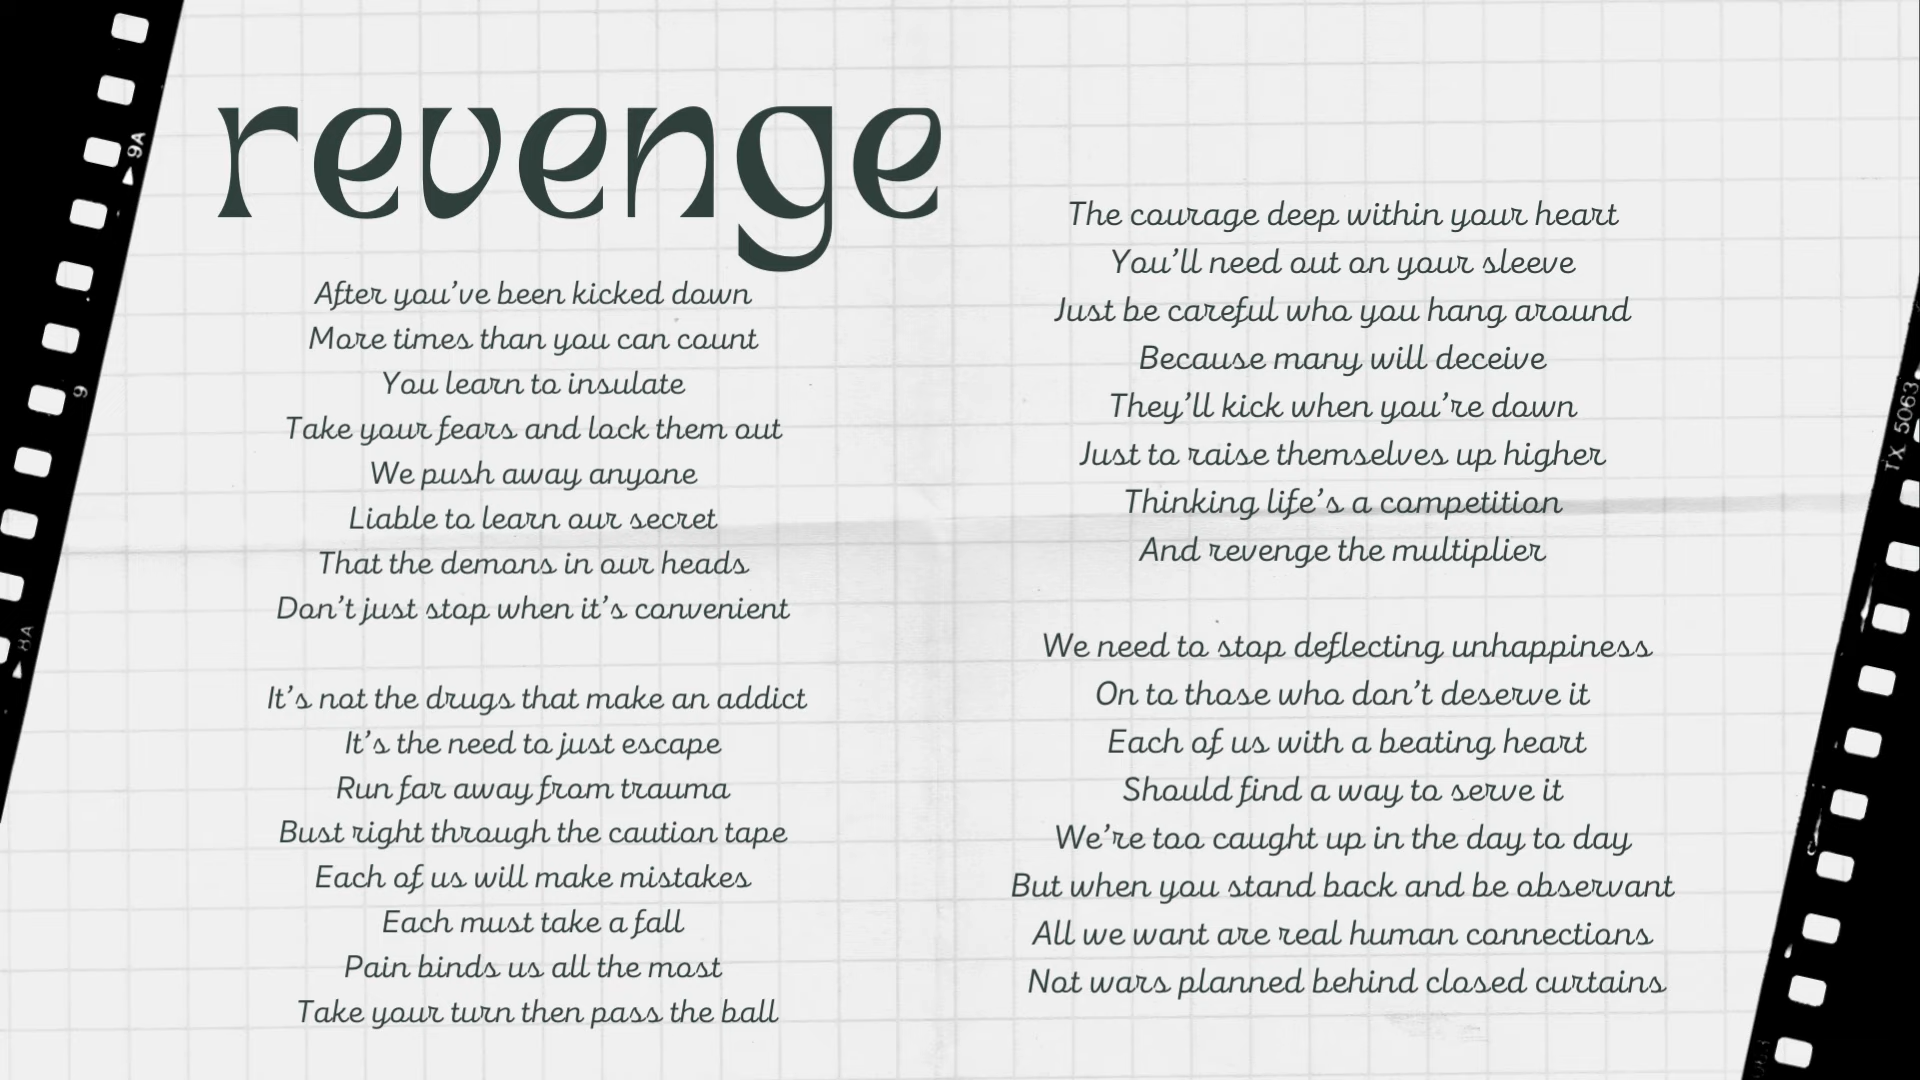 revenge
After you've been kicked down
More times than you can count
You learn to insulate
Take your fears and lock them out
We push away anyone
Liable to learn our secret
That the demons in our heads
Don't just stop when it's convenient
It's not the drugs that make an addict
It's the need to just escape
Run far away from trauma
Bust right through the caution tape
Each of us will make mistakes
Each must take a fall
Pain binds us all the most
Take your turn then pass the ball
The courage deep within your heart
You'll need out on your sleeve
Just be careful who you hang around
Because many will deceive
They'll kick when you're down
Just to raise themselves up higher
Thinking life's a competition
And revenge the multiplier
We need to stop deflecting unhappiness
On to those who don't deserve it
Each of us with a beating heart
Should find a way to serve it
We're too caught up in the day to day
But when you stand back and be observant
All we want are real human connections
Not wars planned behind closed curtains
9A
9
8A
TX 5063